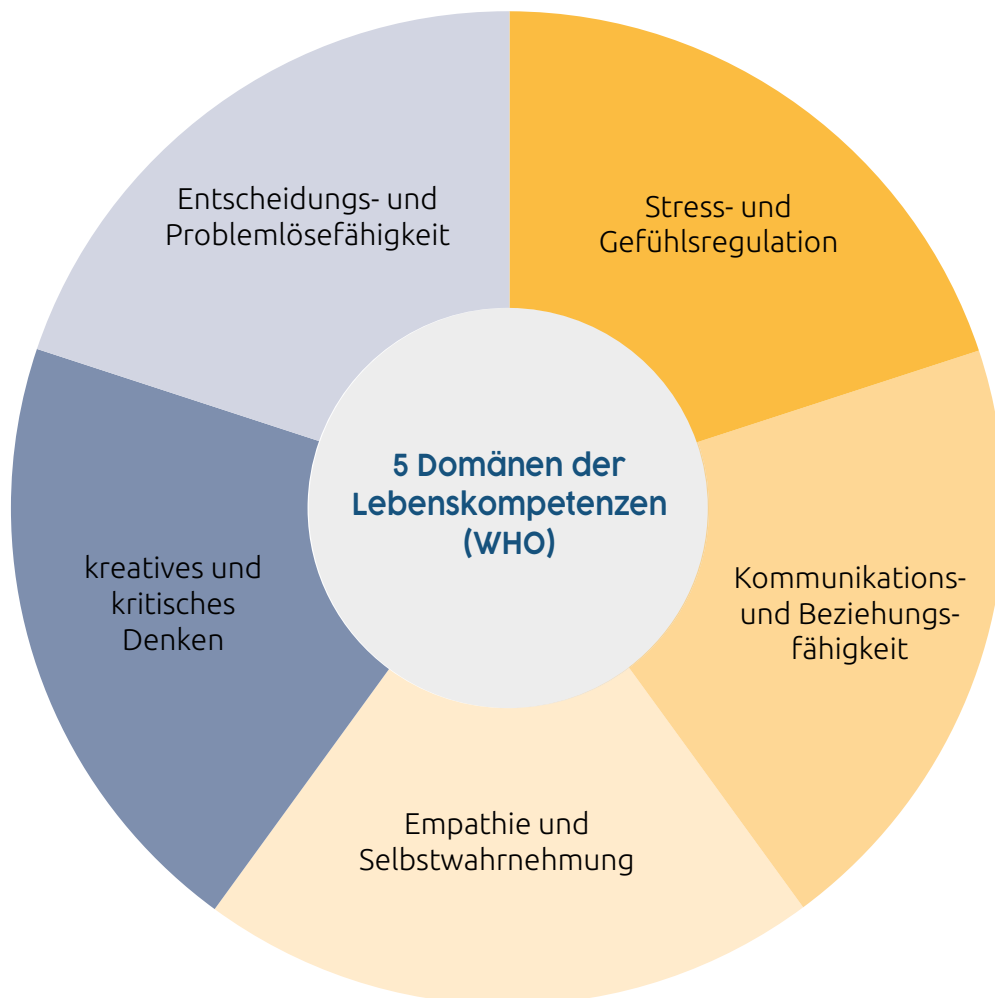 Entscheidungs- und
Problemlösefähigkeit
Stress- und
Gefühlsregulation
5 Domänen der
Lebenskompetenzen
(WHO)
kreatives und
kritisches
Denken
Kommunikations-
und Beziehungs-
fähigkeit
Empathie und
Selbstwahrnehmung